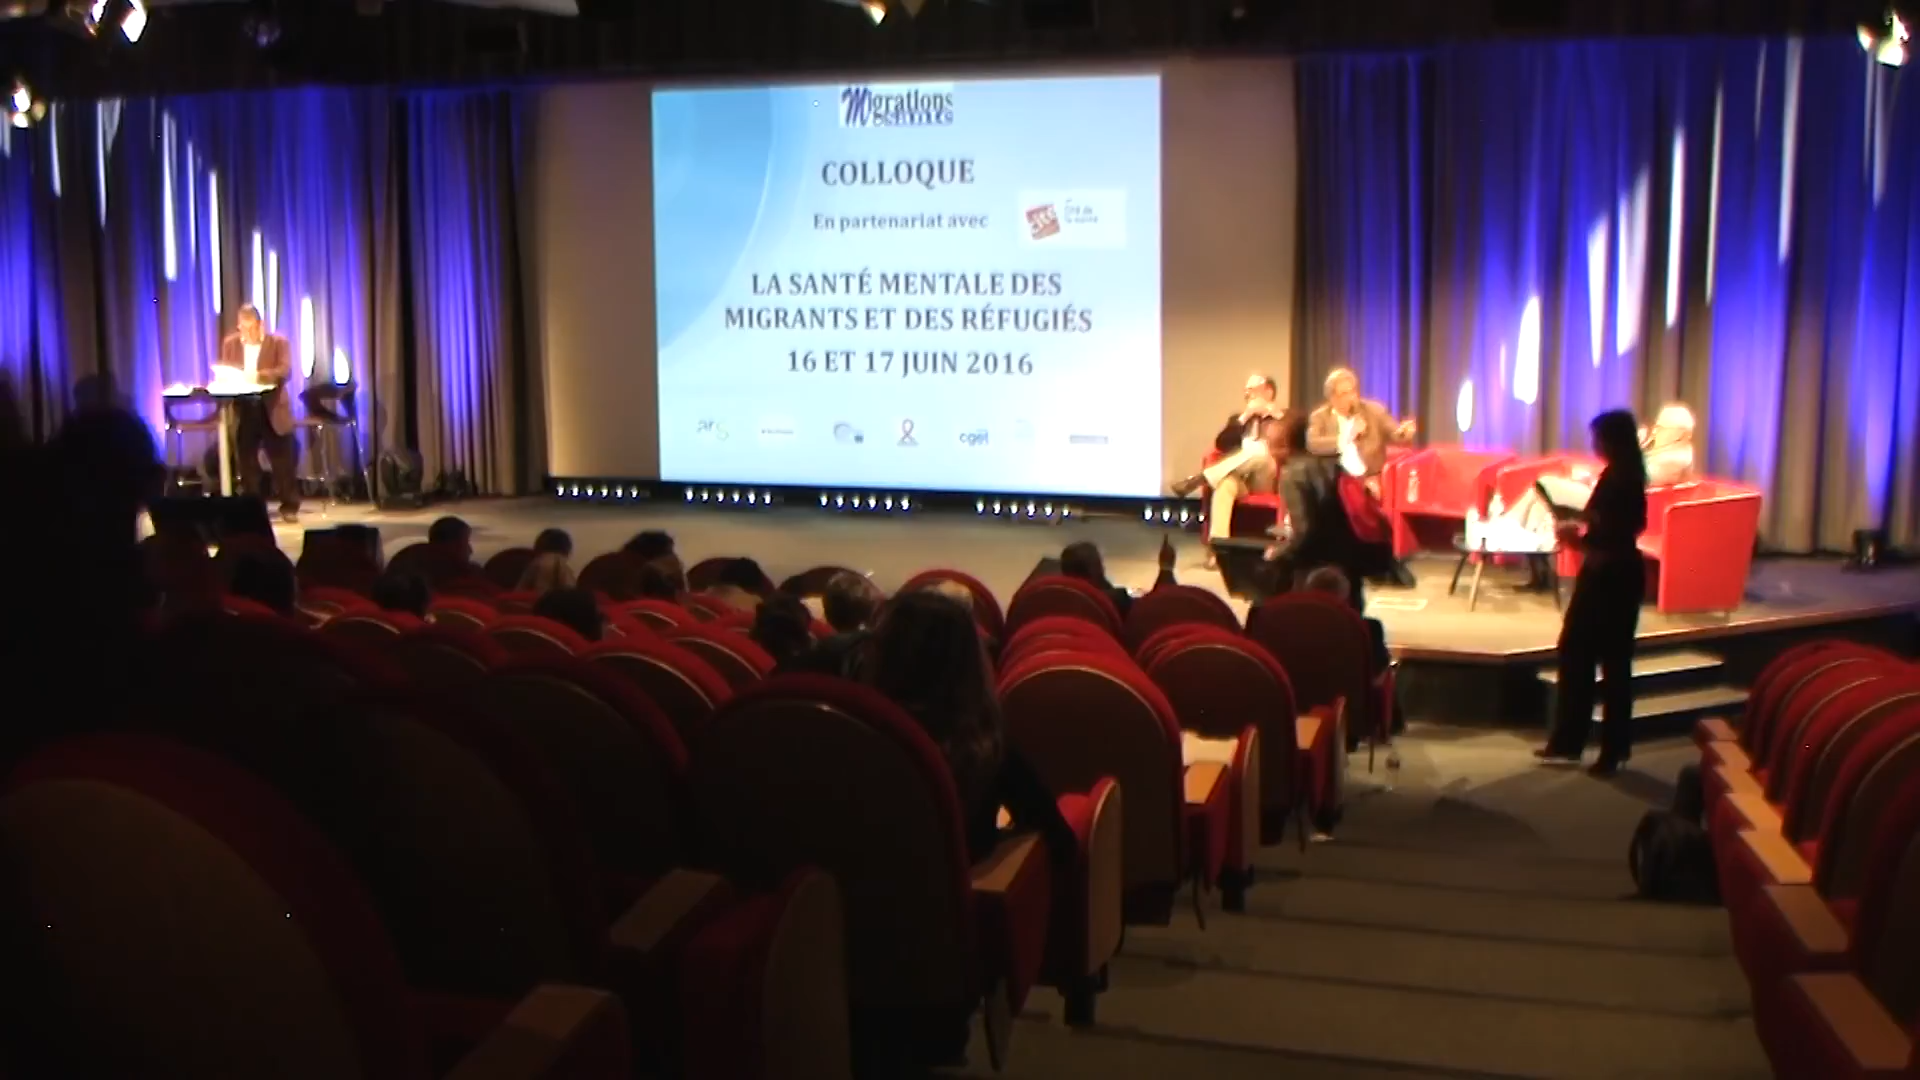 Migrations
COLLOQUE
En partenariat avec
LA SANTÉ MENTALE DES
MIGRANTS ET DES RÉFUGIÉS
16 ET 17 JUIN 2016
ars
cget